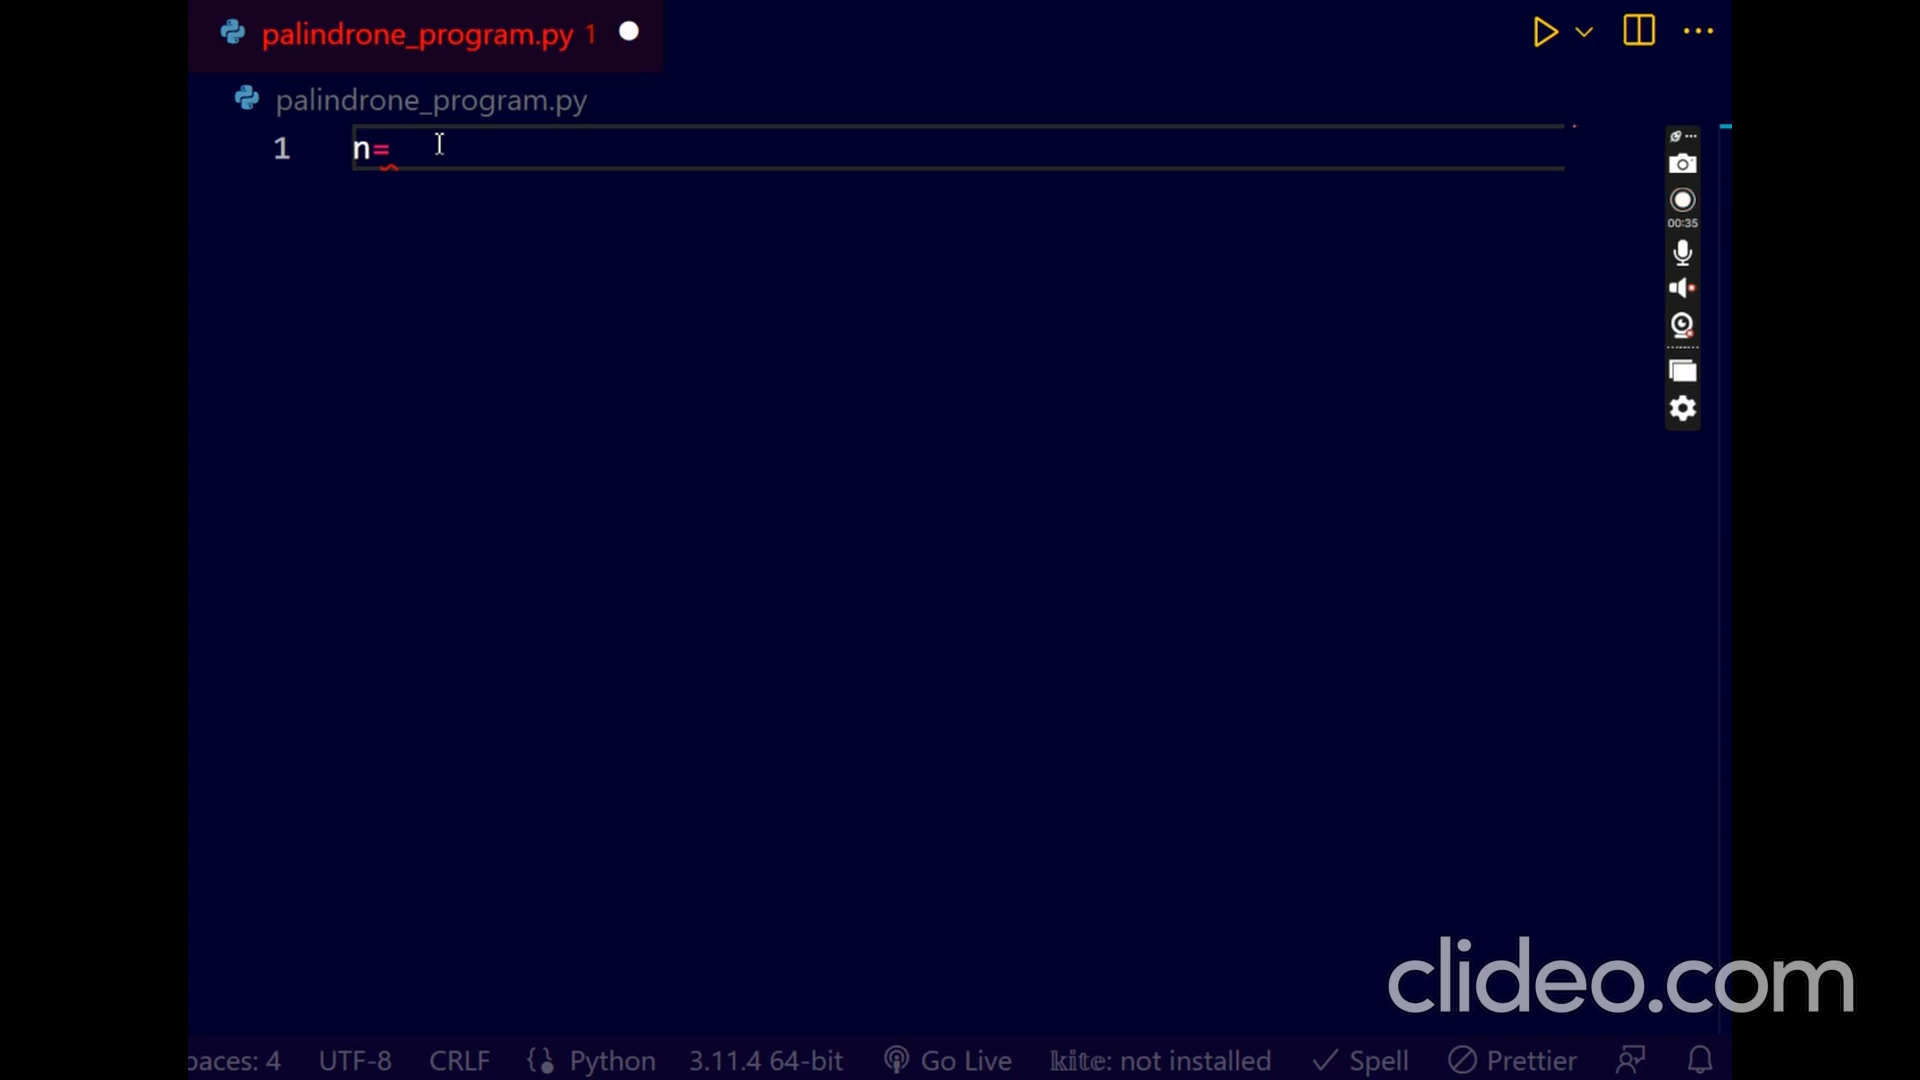 palindrone_program.py 1
palindrone_program.py
1 n=
00:35
clideo.com
paces: 4 UTF-8 CRLF Python 3.11.4 64-bit Go Live kite: not installed Spell Prettier